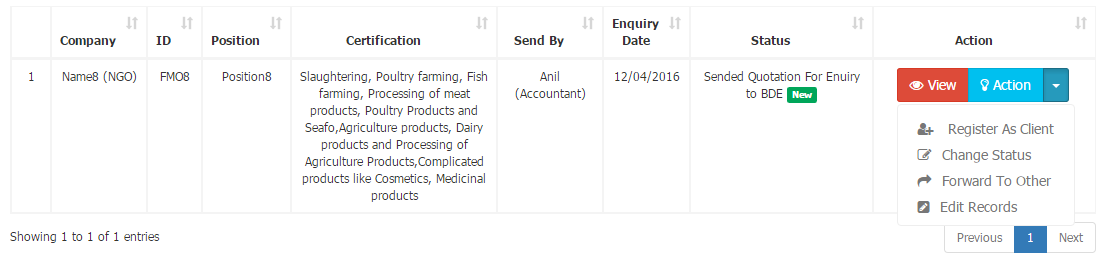 Company ID Position Certification Send By Enquiry Date Status Action
1 Name8 (NGO) FMO8 Position8 Slaughtering, Poultry farming, Fish Anil 12/04/2016 Sended Quotation For Enuiry View Action
farming, Processing of meat (Accountant) to BDE New
products, Poultry Products and
Seafo,Agriculture products, Dairy
products and Processing of
Agriculture Products,Complicated
products like Cosmetics, Medicinal
products
Register As Client
Change Status
Forward To Other
Edit Records
Showing 1 to 1 of 1 entries Previous 1 Next